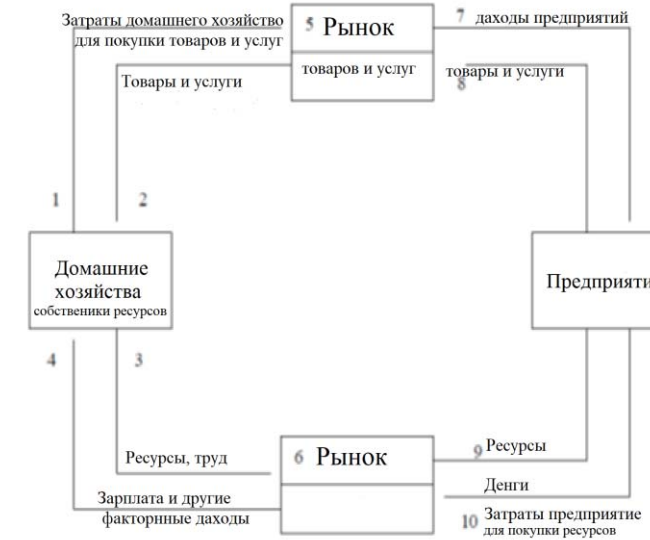 Затраты домашнего хозяйство
для покупки товаров и услуг
5 Рынок
7 даходы предприятий
товаров и услуг
Товары и услуги
товары и услуги
8
1
2
Домашние
хозяйства
собственики ресурсов
Предприяти
4
3
Ресурсы, труд
6 Рынок
9 Ресурсы
Зарплата и другие
факторнные даходы
Денги
10 Затраты предприятие
для покупки ресурсов